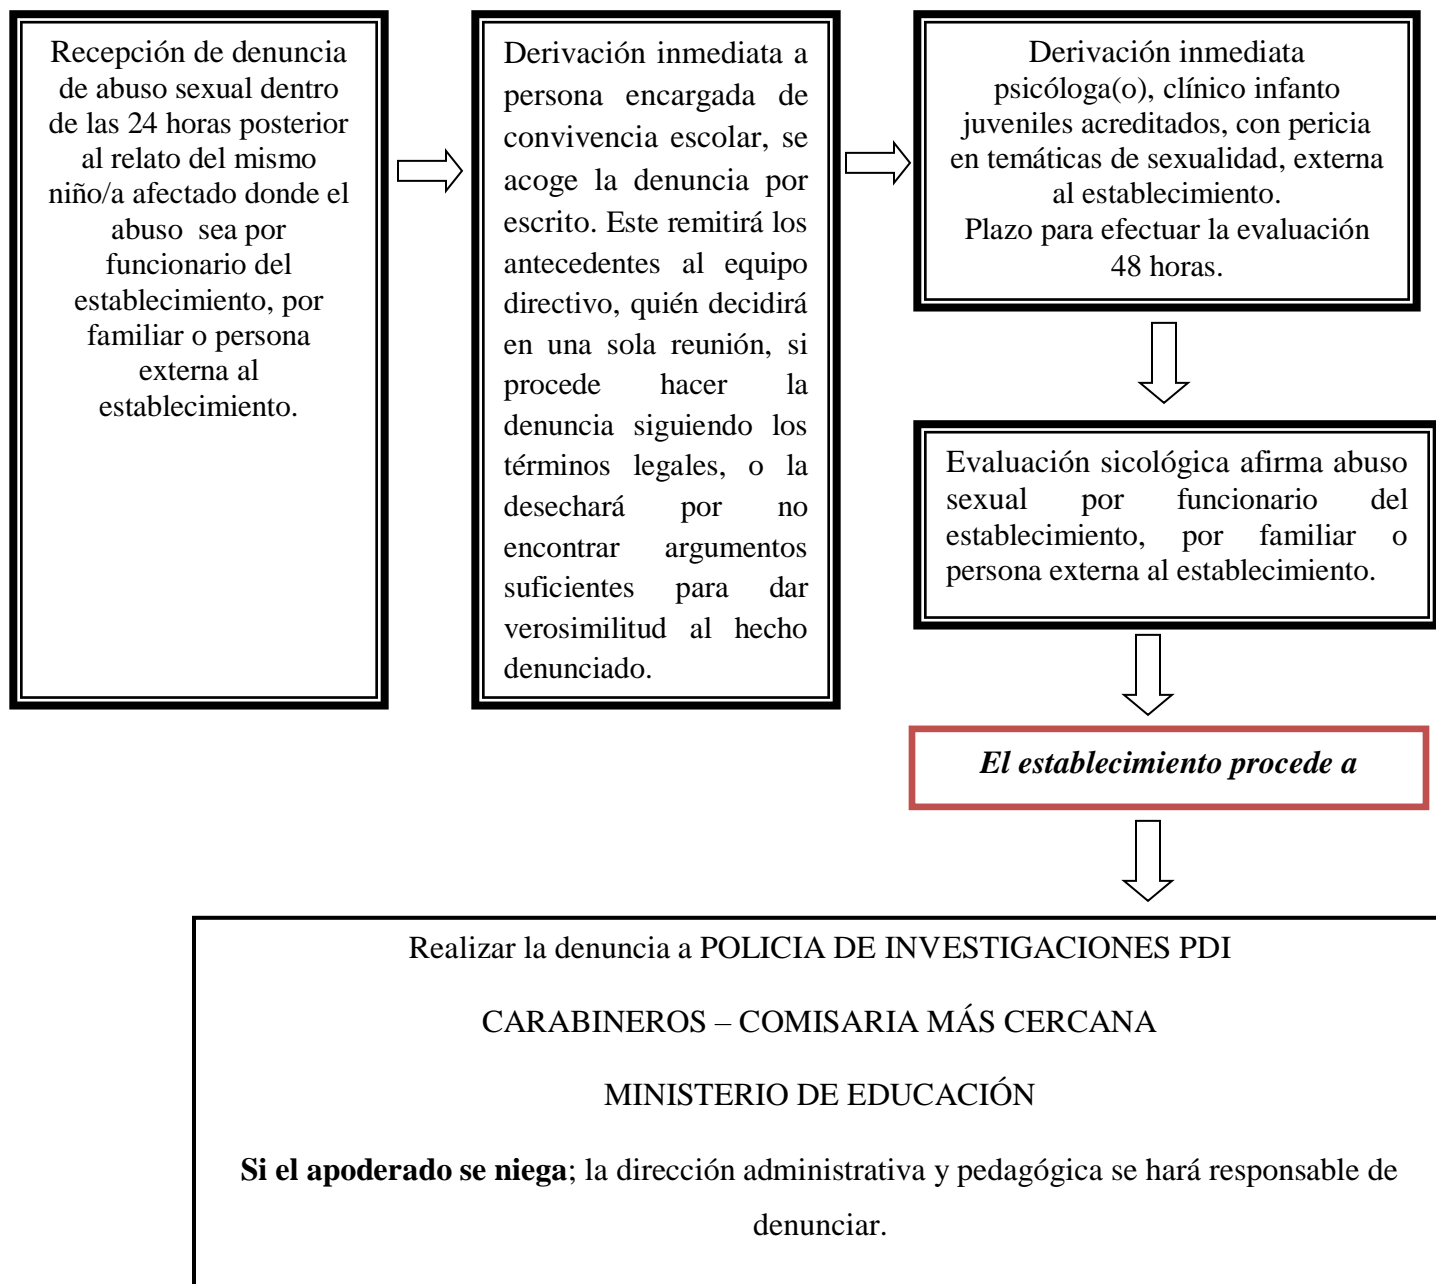 Recepción de denuncia
de abuso sexual dentro
de las 24 horas posterior
al relato del mismo
niño/a afectado donde el
abuso  sea por
funcionario del
establecimiento, por
familiar o persona
externa al
establecimiento.
Derivación inmediata a
persona encargada de
convivencia escolar, se
acoge la denuncia por
escrito. Este remitirá los
antecedentes al equipo
directivo, quién decidirá
en una sola reunión, si
procede hacer la
denuncia siguiendo los
términos legales, o la
desechará por no
encontrar argumentos
suficientes para dar
verosimilitud al hecho
denunciado.
Derivación inmediata
psicóloga(o), clínico infanto
juveniles acreditados, con pericia
en temáticas de sexualidad, externa
al establecimiento.
Plazo para efectuar la evaluación
48 horas.
Evaluación sicológica afirma abuso
sexual por funcionario del
establecimiento, por familiar o
persona externa al establecimiento.
El establecimiento procede a
Realizar la denuncia a POLICIA DE INVESTIGACIONES PDI
CARABINEROS – COMISARIA MÁS CERCANA
MINISTERIO DE EDUCACIÓN
Si el apoderado se niega; la dirección administrativa y pedagógica se hará responsable de
denunciar.